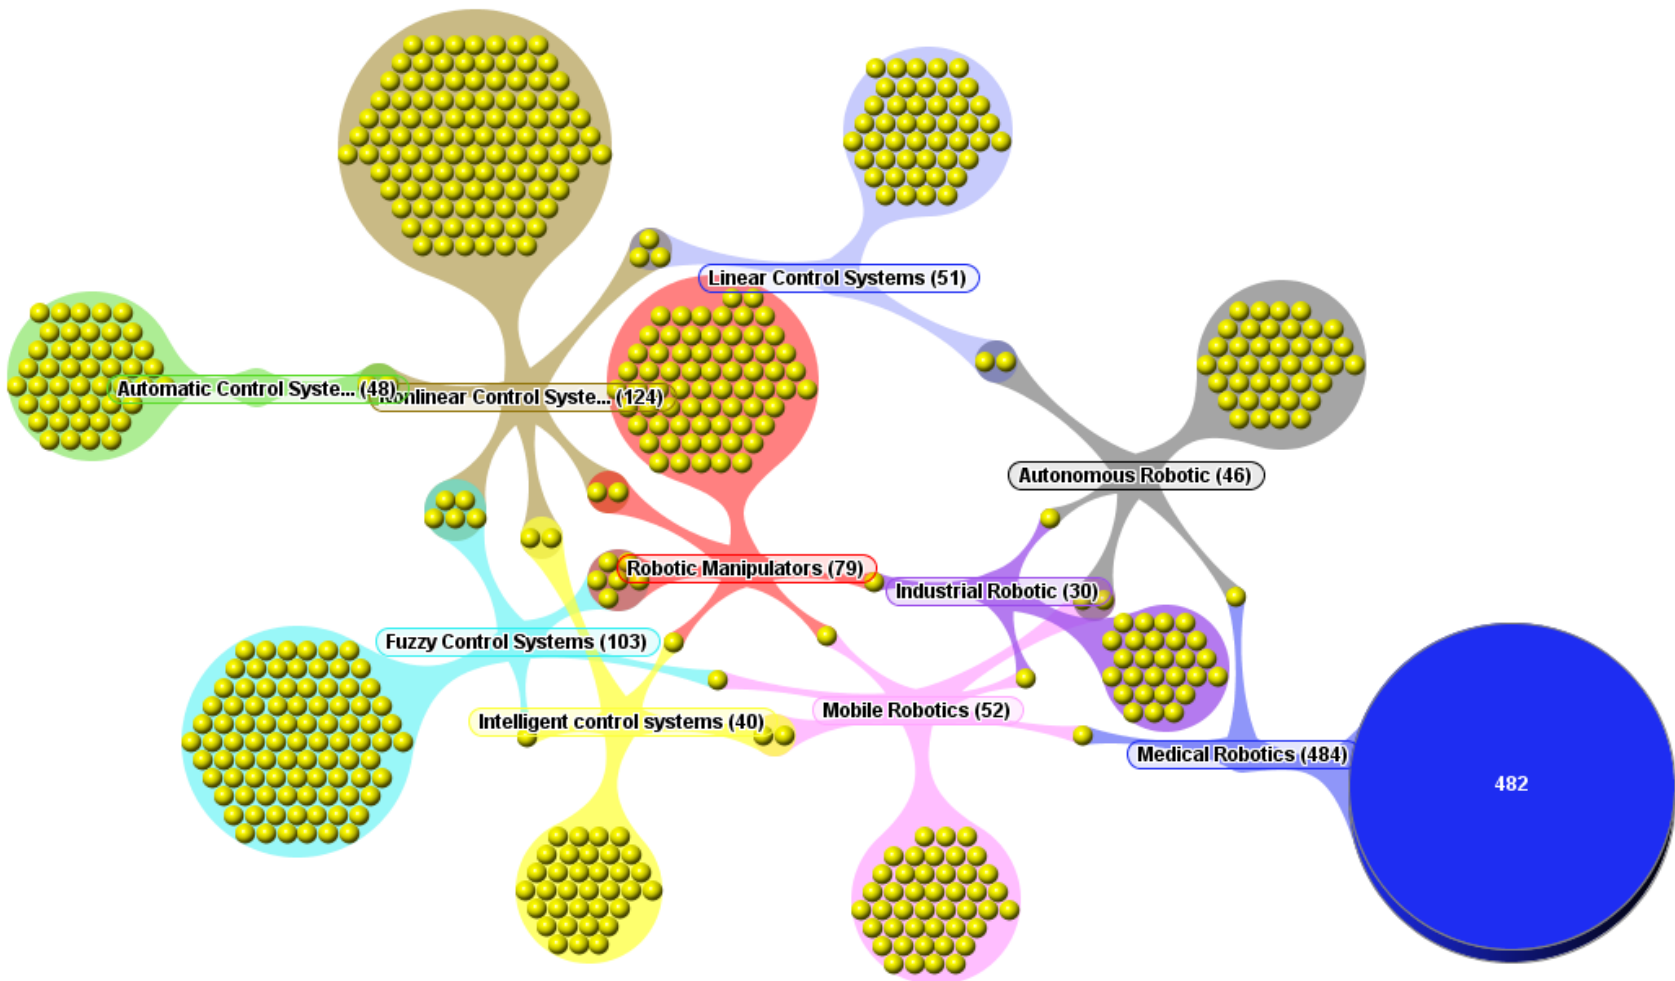 Linear Control Systems (51)
Automatic Control Syste... (48)
Nonlinear Control Syste... (124)
Autonomous Robotic (46)
Robotic Manipulators (79)
Industrial Robotic (30)
Fuzzy Control Systems (103)
Mobile Robotics (52)
Intelligent control systems (40)
Medical Robotics (484)
482